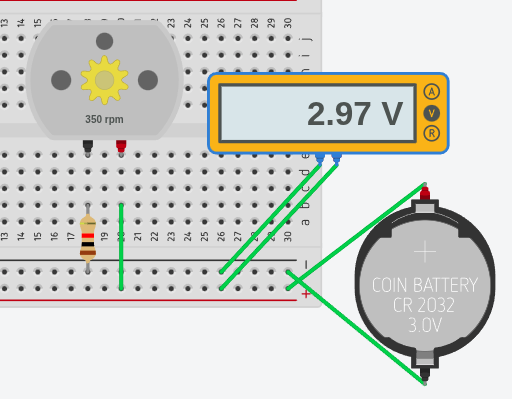 13 14 15 16 17 18 19 20 21 22 23 24 25 26 27 28 29 30
j
i
h
350 rpm
2.97 V
A
V
R
e
d
c
b
a
13 14 15 16 17 18 19 20 21 22 23 24 25 26 27 28 29 30
−
+
COIN BATTERY
CR 2032
3.0V
+